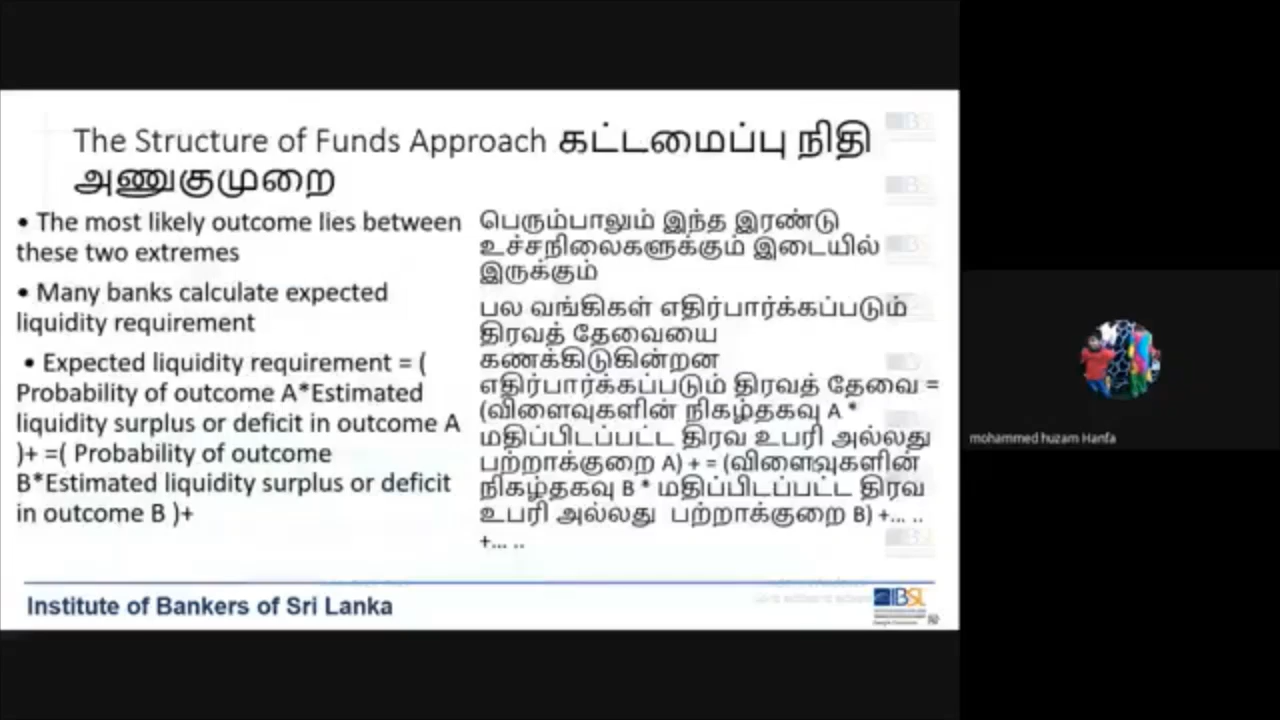 The Structure of Funds Approach கட்டமைப்பு நிதி
அணுகுமுறை
• The most likely outcome lies between
these two extremes
• Many banks calculate expected
liquidity requirement
• Expected liquidity requirement = (
Probability of outcome A*Estimated
liquidity surplus or deficit in outcome A
)+ =( Probability of outcome
B*Estimated liquidity surplus or deficit
in outcome B )+
பெரும்பாலும் இந்த இரண்டு
உச்சநிலைகளுக்கும் இடையில்
இருக்கும்
பல வங்கிகள் எதிர்பார்க்கப்படும்
திரவத் தேவையை
கணக்கிடுகின்றன
எதிர்பார்க்கப்படும் திரவத் தேவை =
(விளைவுகளின் நிகழ்தகவு A *
மதிப்பிடப்பட்ட திரவ உபரி அல்லது
பற்றாக்குறை A) + = (விளைவுகளின்
நிகழ்தகவு B * மதிப்பிடப்பட்ட திரவ
உபரி அல்லது பற்றாக்குறை B) +... ..
+... ..
Institute of Bankers of Sri Lanka
IBSL
mohammed huzam Hanfa